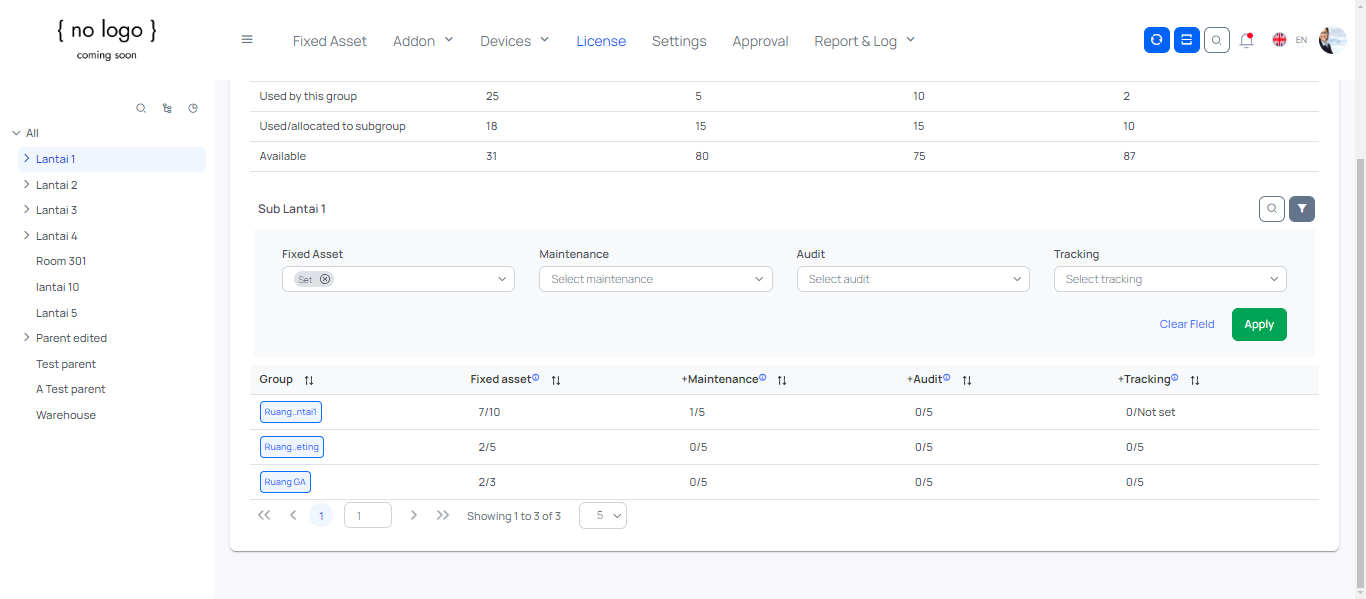 { no logo }
coming soon
Fixed Asset Addon Devices License Settings Approval Report & Log EN
All
Lantai 1
Lantai 2
Lantai 3
Lantai 4
Room 301
lantai 10
Lantai 5
Parent edited
Test parent
A Test parent
Warehouse
Used by this group 25 5 10 2
Used/allocated to subgroup 18 15 15 10
Available 31 80 75 87
Sub Lantai 1
Fixed Asset Maintenance Audit Tracking
Set Select maintenance Select audit Select tracking
Clear FIeld Apply
Group Fixed asset +Maintenance +Audit +Tracking
Ruang..ntai1 7/10 1/5 0/5 0/Not set
Ruang..eting 2/5 0/5 0/5 0/5
Ruang GA 2/3 0/5 0/5 0/5
1 1 Showing 1 to 3 of 3 5